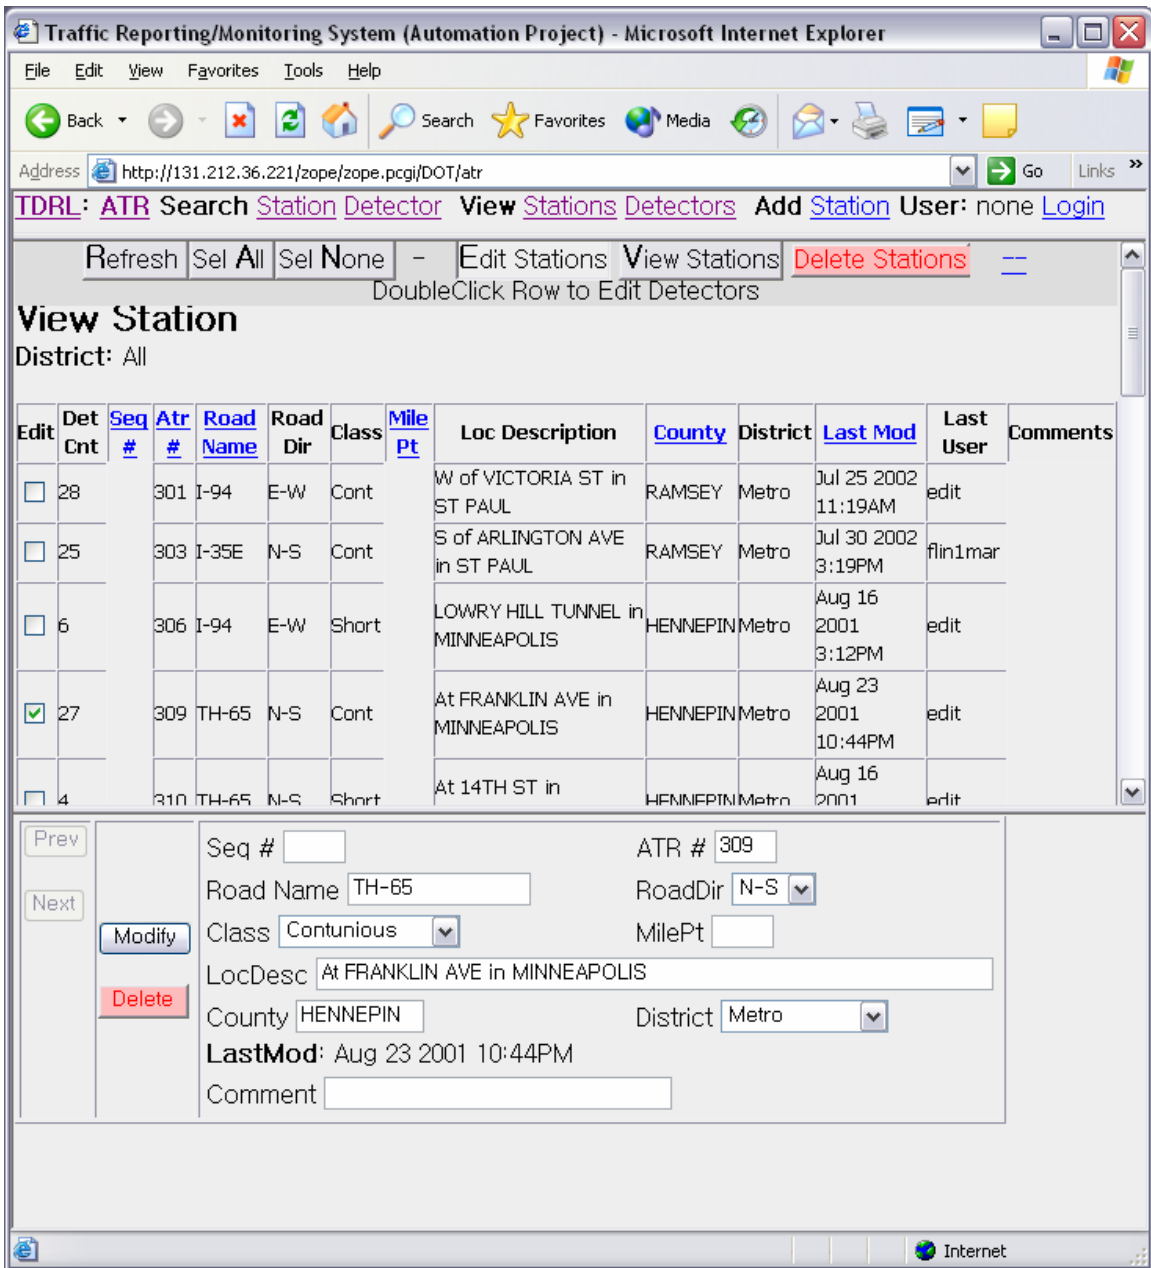 Traffic Reporting/Monitoring System (Automation Project) - Microsoft Internet Explorer
File Edit View Favorites Tools Help
Back Search Favorites Media
Address http://131.212.36.221/zope/zope.pcgi/DOT/atr Go Links »
TDRL: ATR Search Station Detector View Stations Detectors Add Station User: none Login
Refresh Sel All Sel None - Edit Stations View Stations Delete Stations --
DoubleClick Row to Edit Detectors
View Station
District: All
Edit Det Cnt Seq # Atr # Road Name Road Dir Class Mile Pt Loc Description County District Last Mod Last User Comments
28 301 I-94 E-W Cont W of VICTORIA ST in ST PAUL RAMSEY Metro Jul 25 2002 11:19AM edit
25 303 I-35E N-S Cont S of ARLINGTON AVE in ST PAUL RAMSEY Metro Jul 30 2002 3:19PM flin1mar
6 306 I-94 E-W Short LOWRY HILL TUNNEL in MINNEAPOLIS HENNEPIN Metro Aug 16 2001 3:12PM edit
27 309 TH-65 N-S Cont At FRANKLIN AVE in MINNEAPOLIS HENNEPIN Metro Aug 23 2001 10:44PM edit
4 310 TH-65 N-S Short At 14TH ST in HENNEPIN Metro Aug 16 2001 edit
Prev
Next
Modify
Delete
Seq # ATR # 309
Road Name TH-65 RoadDir N-S
Class Contunious MilePt
LocDesc At FRANKLIN AVE in MINNEAPOLIS
County HENNEPIN District Metro
LastMod: Aug 23 2001 10:44PM
Comment
Internet